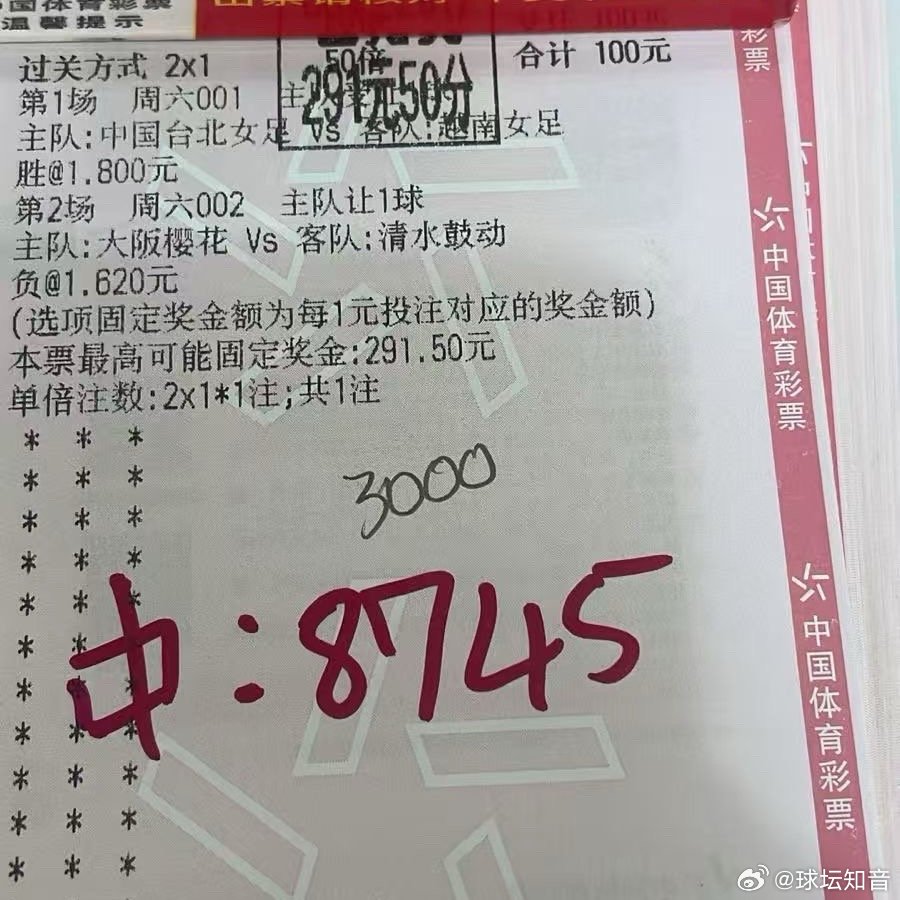 中国体育彩票
温馨提示
过关方式 2x1
50倍
合计 100元
291元50分
第1场 周六001 主
主队:中国台北女足 Vs 客队:越南女足
胜@1.800元
第2场 周六002 主队让1球
主队:大阪樱花 Vs 客队:清水鼓动
负@1.620元
(选项固定奖金额为每1元投注对应的奖金额)
本票最高可能固定奖金:291.50元
单倍注数:2x1*1注;共1注
* * *
* * *
* * *
* * *
* * *
* * *
* * *
* * *
* * *
* * *
* * *
3000
中:8745
彩票
中国体育彩票
中国体育彩票
@球坛知音